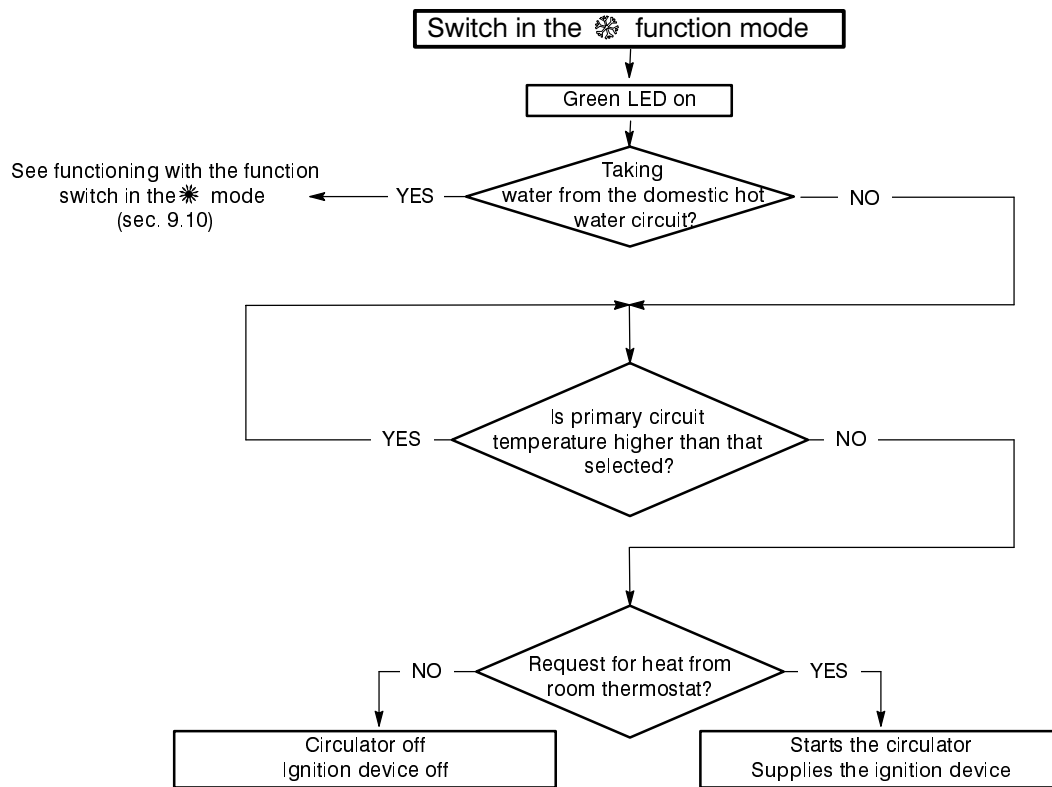 Switch in the ❄ function mode
Green LED on
Taking
water from the domestic hot
water circuit?
YES
NO
See functioning with the function
switch in the ☀ mode
(sec. 9.10)
Is primary circuit
temperature higher than that
selected?
YES
NO
Request for heat from
room thermostat?
NO
YES
Circulator off
Ignition device off
Starts the circulator
Supplies the ignition device